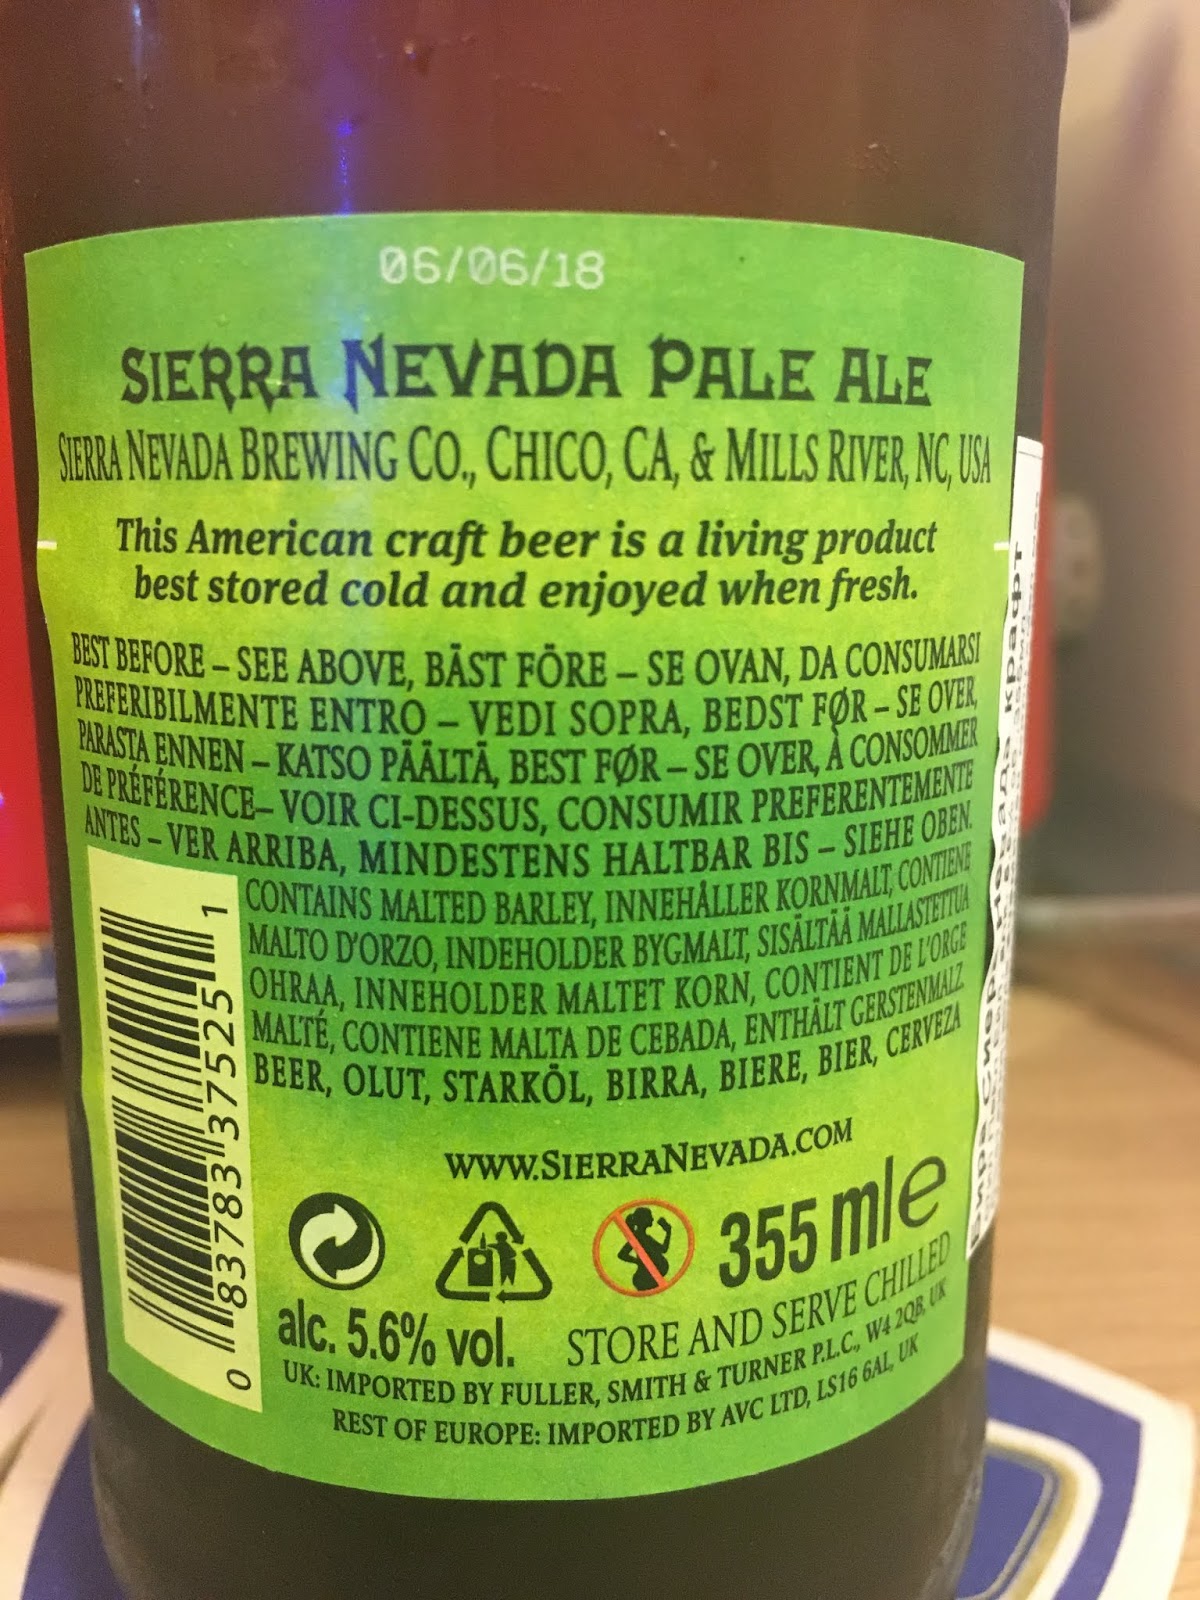 06/06/18
SIERRA NEVADA PALE ALE
SIERRA NEVADA BREWING CO., CHICO, CA, & MILLS RIVER, NC, USA
This American craft beer is a living product
best stored cold and enjoyed when fresh.
BEST BEFORE – SEE ABOVE, BÄST FÖRE – SE OVAN, DA CONSUMARSI
PREFERIBILMENTE ENTRO – VEDI SOPRA, BEDST FØR – SE OVER,
PARASTA ENNEN – KATSO PÄÄLTÄ, BEST FØR – SE OVER, À CONSOMMER
DE PRÉFÉRENCE– VOIR CI-DESSUS, CONSUMIR PREFERENTEMENTE
ANTES – VER ARRIBA, MINDESTENS HALTBAR BIS – SIEHE OBEN.
CONTAINS MALTED BARLEY, INNEHÅLLER KORNMALT, CONTIENE
MALTO D'ORZO, INDEHOLDER BYGMALT, SISÄLTÄÄ MALLASTETTUA
OHRAA, INNEHOLDER MALTET KORN, CONTIENT DE L'ORGE
MALTÉ, CONTIENE MALTA DE CEBADA, ENTHÄLT GERSTENMALZ
BEER, OLUT, STARKÖL, BIRRA, BIERE, BIER, CERVEZA
0 83783 37525 1
WWW.SIERRANEVADA.COM
355 ml e
alc. 5.6% vol.
STORE AND SERVE CHILLED
UK: IMPORTED BY FULLER, SMITH & TURNER P.L.C., W4 2QB, UK
REST OF EUROPE: IMPORTED BY AVC LTD, LS16 6AL, UK
крафт